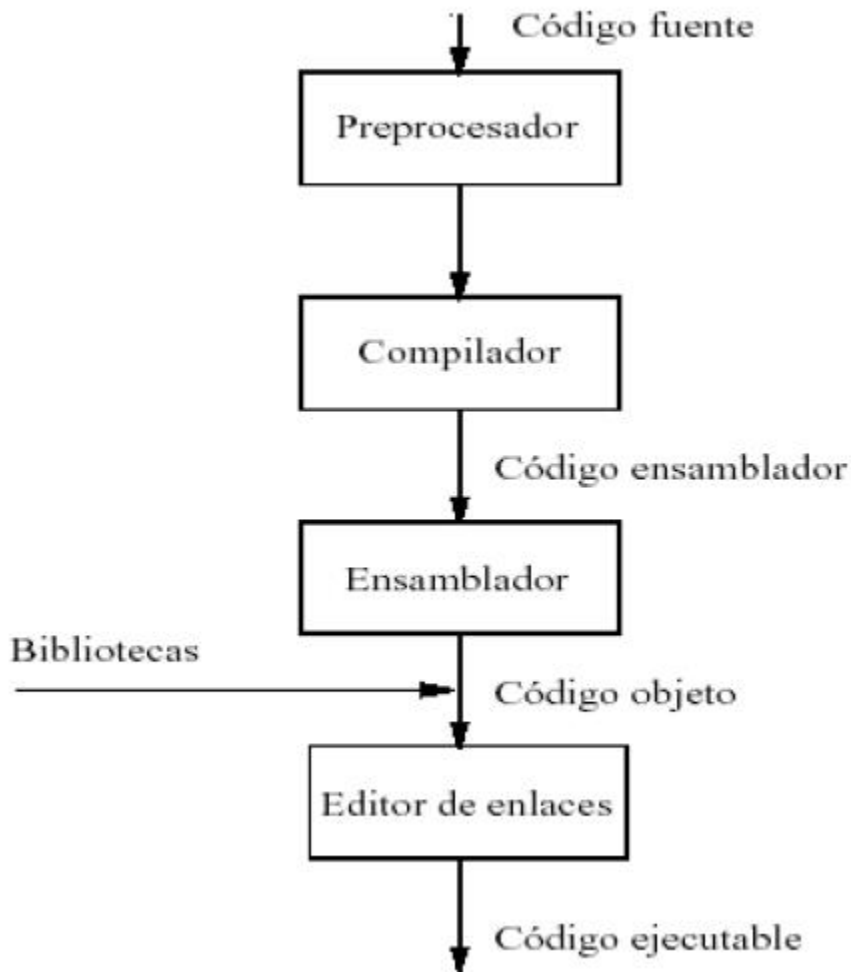 Código fuente
Preprocesador
Compilador
Código ensamblador
Ensamblador
Bibliotecas
Código objeto
Editor de enlaces
Código ejecutable